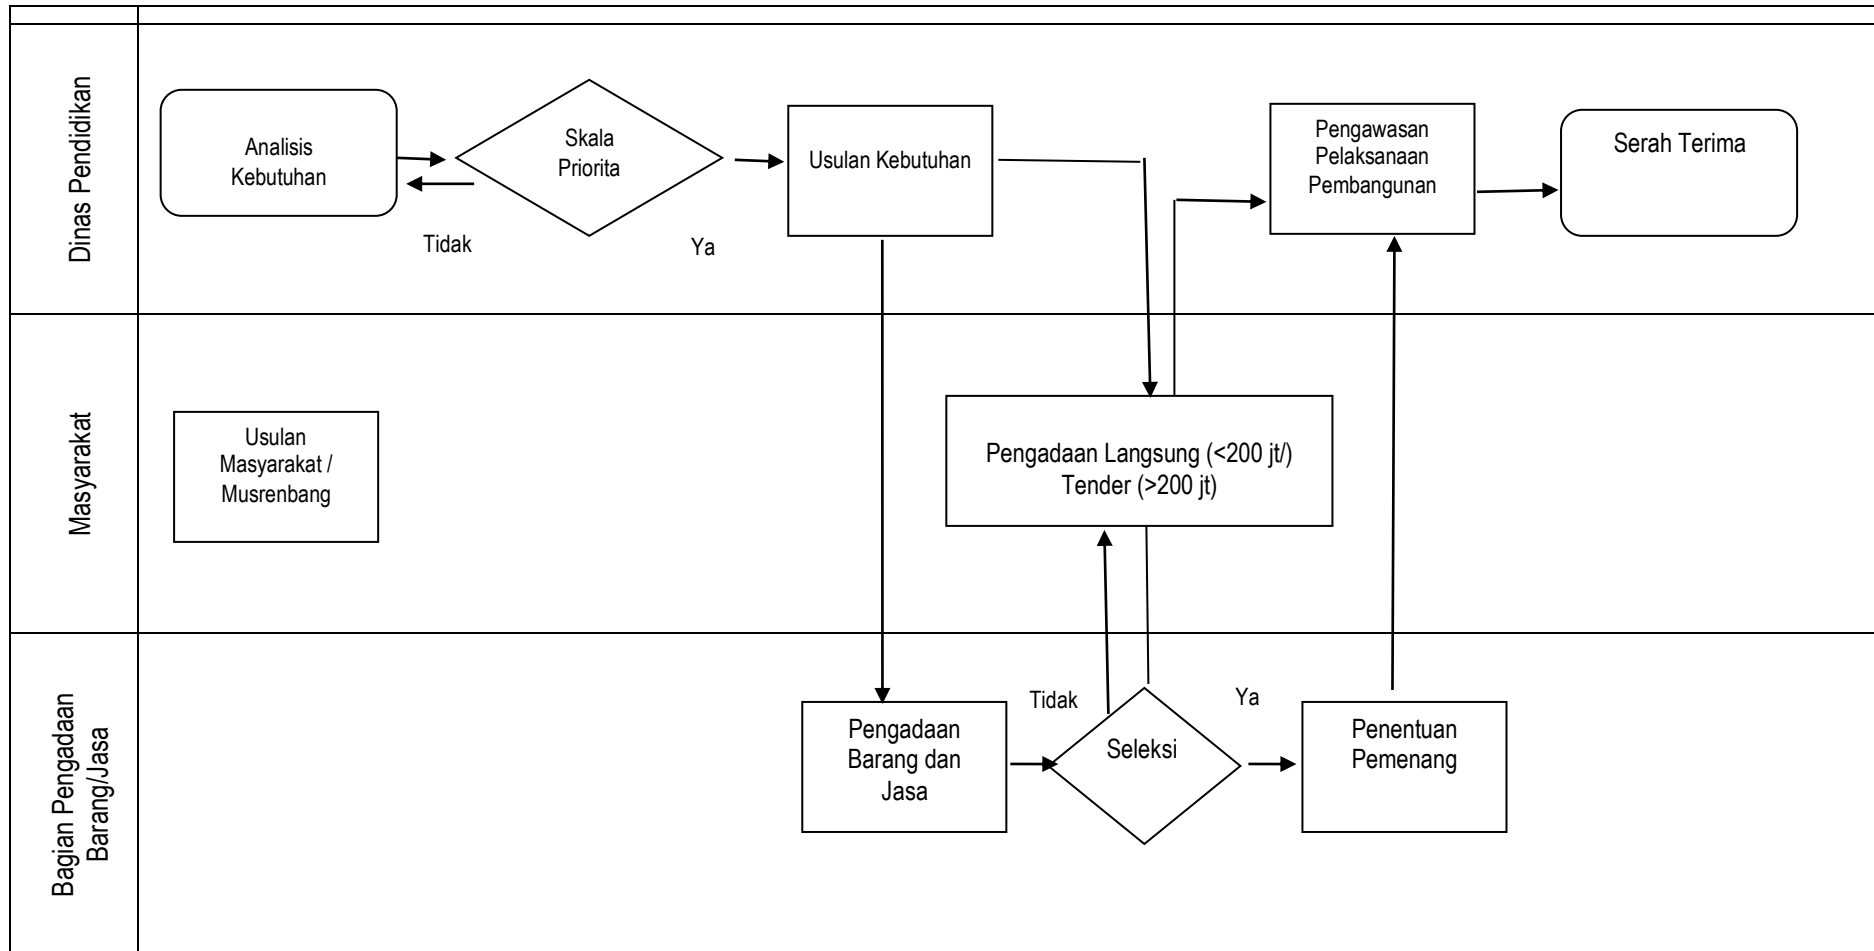 Dinas Pendidikan
Analisis
Kebutuhan
Skala
Priorita
Tidak
Ya
Usulan Kebutuhan
Pengawasan
Pelaksanaan
Pembangunan
Serah Terima
Masyarakat
Usulan
Masyarakat /
Musrenbang
Pengadaan Langsung (<200 jt/)
Tender (>200 jt)
Bagian Pengadaan
Barang/Jasa
Pengadaan
Barang dan
Jasa
Tidak
Seleksi
Ya
Penentuan
Pemenang